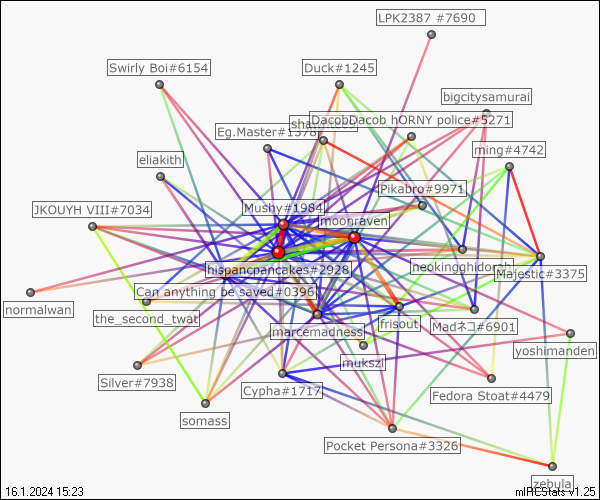 LPK2387 #7690
Swirly Boi#6154
Duck#1245
bigcitysamurai
DacobDacob hORNY police#5271
Eg.Master#1378
ming#4742
eliakith
Pikabro#9971
JKOUYH VIII#7034
Mushy#1984
moonraven
hispancpancakes#2928
Majestic#3375
Can anything be saved#0396
normalwan
the_second_twat
marcemadness
frisout
Madネコ#6901
yoshimanden
mukszi
Silver#7938
Cypha#1717
Fedora Stoat#4479
somass
Pocket Persona#3326
zebula
16.1.2024 15:23
mIRCStats v1.25